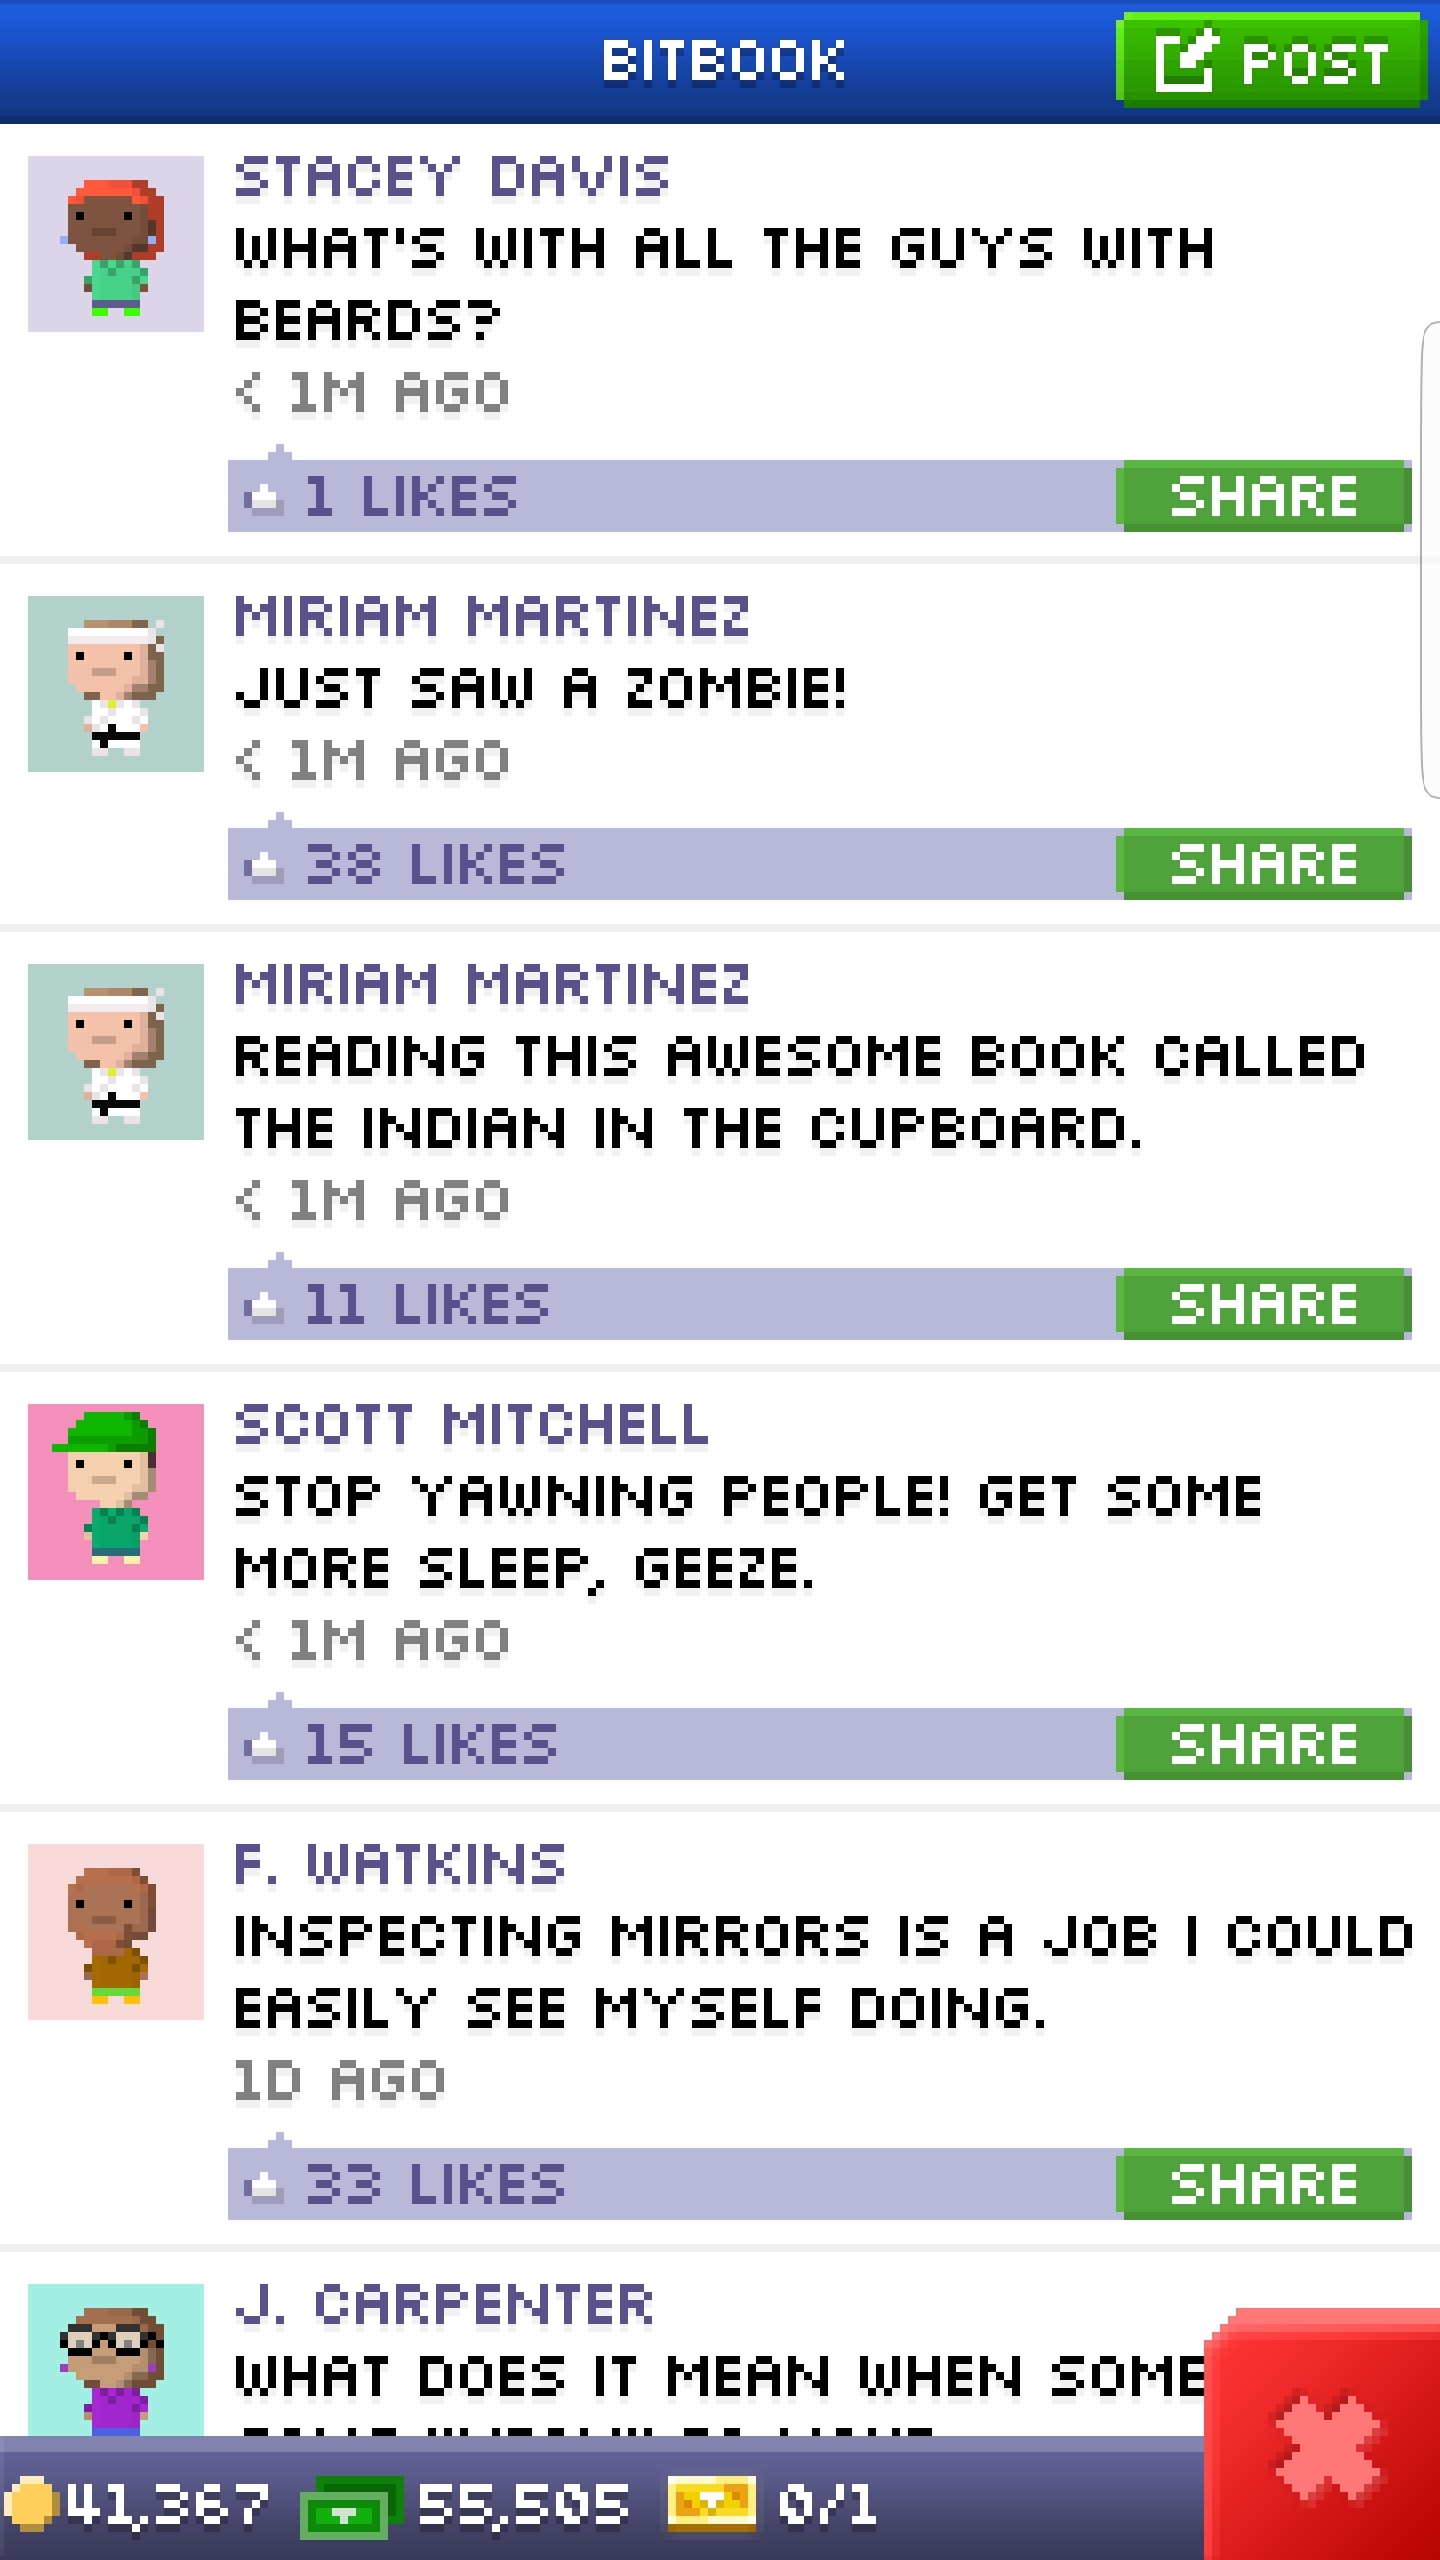 BITBOOK
POST
STACEY DAVIS
WHAT'S WITH ALL THE GUYS WITH
BEARDS?
< 1M AGO
1 LIKES
SHARE
MIRIAM MARTINEZ
JUST SAW A ZOMBIE!
< 1M AGO
38 LIKES
SHARE
MIRIAM MARTINEZ
READING THIS AWESOME BOOK CALLED
THE INDIAN IN THE CUPBOARD.
< 1M AGO
11 LIKES
SHARE
SCOTT MITCHELL
STOP YAWNING PEOPLE! GET SOME
MORE SLEEP, GEEZE.
< 1M AGO
15 LIKES
SHARE
F. WATKINS
INSPECTING MIRRORS IS A JOB I COULD
EASILY SEE MYSELF DOING.
1D AGO
33 LIKES
SHARE
J. CARPENTER
WHAT DOES IT MEAN WHEN SOME
41,367
55,505
0/1